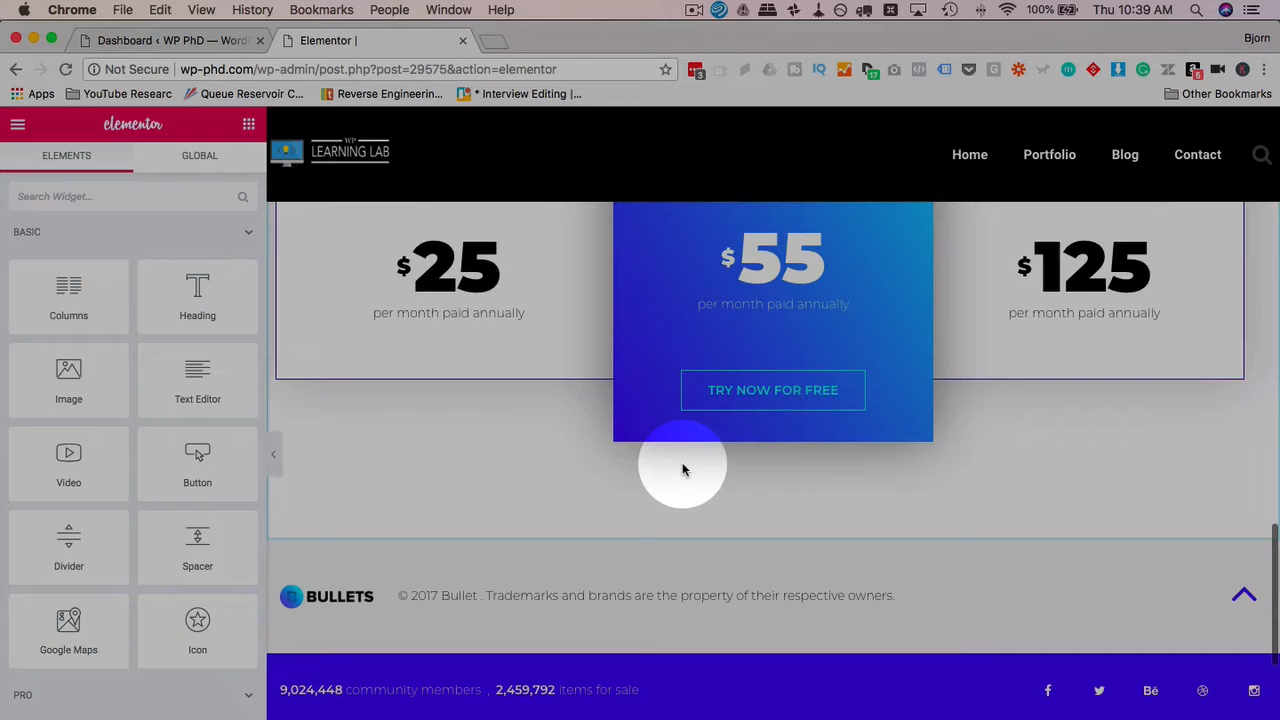 Chrome File Edit View History Bookmarks People Window Help 100% Thu 10:39 AM
Dashboard ‹ WP PhD — Word Elementor | Bjorn
Not Secure wp-phd.com/wp-admin/post.php?post=29575&action=elementor
Apps YouTube Researc Queue Reservoir C... Reverse Engineerin... * Interview Editing |... Other Bookmarks
elementor
ELEMENTS GLOBAL
Search Widget...
BASIC
Columns Heading
Image Text Editor
Video Button
Divider Spacer
Google Maps Icon
PRO
WP
LEARNING LAB
Home Portfolio Blog Contact
$25 $55 $125
per month paid annually per month paid annually per month paid annually
TRY NOW FOR FREE
BULLETS © 2017 Bullet . Trademarks and brands are the property of their respective owners.
9,024,448 community members , 2,459,792 items for sale